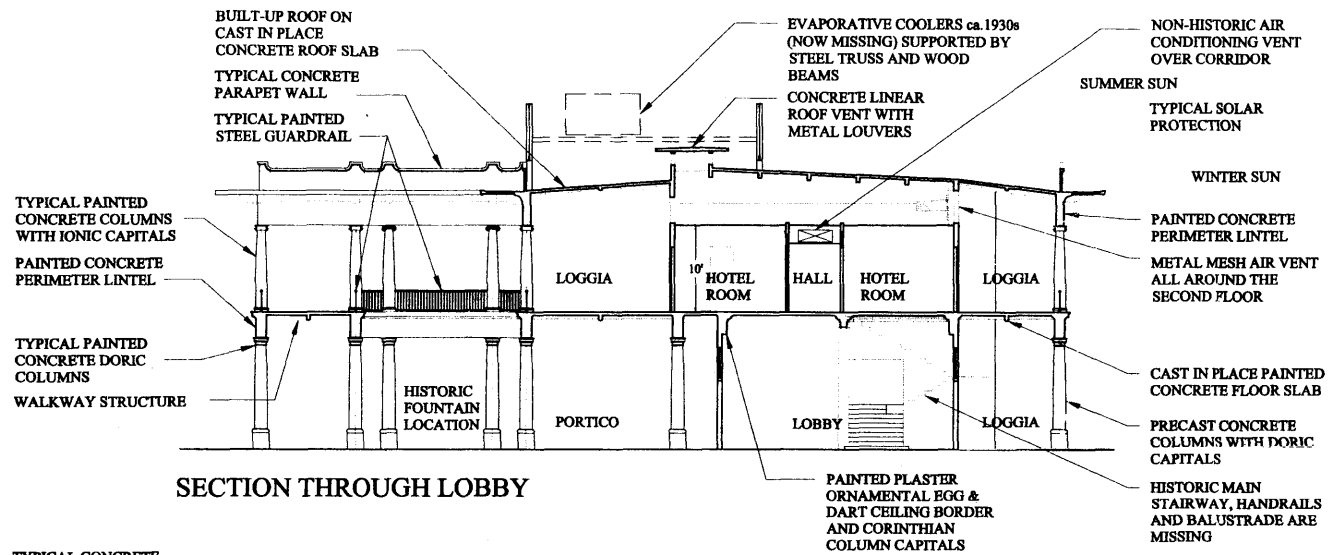 BUILT-UP ROOF ON
CAST IN PLACE
CONCRETE ROOF SLAB
TYPICAL CONCRETE
PARAPET WALL
TYPICAL PAINTED
STEEL GUARDRAIL
EVAPORATIVE COOLERS ca.1930s
(NOW MISSING) SUPPORTED BY
STEEL TRUSS AND WOOD
BEAMS
CONCRETE LINEAR
ROOF VENT WITH
METAL LOUVERS
NON-HISTORIC AIR
CONDITIONING VENT
OVER CORRIDOR
SUMMER SUN
TYPICAL SOLAR
PROTECTION
WINTER SUN
TYPICAL PAINTED
CONCRETE COLUMNS
WITH IONIC CAPITALS
PAINTED CONCRETE
PERIMETER LINTEL
TYPICAL PAINTED
CONCRETE DORIC
COLUMNS
WALKWAY STRUCTURE
LOGGIA
10'
HOTEL
ROOM
HALL
HOTEL
ROOM
LOGGIA
PAINTED CONCRETE
PERIMETER LINTEL
METAL MESH AIR VENT
ALL AROUND THE
SECOND FLOOR
HISTORIC
FOUNTAIN
LOCATION
PORTICO
LOBBY
LOGGIA
CAST IN PLACE PAINTED
CONCRETE FLOOR SLAB
PRECAST CONCRETE
COLUMNS WITH DORIC
CAPITALS
HISTORIC MAIN
STAIRWAY, HANDRAILS
AND BALUSTRADE ARE
MISSING
PAINTED PLASTER
ORNAMENTAL EGG &
DART CEILING BORDER
AND CORINTHIAN
COLUMN CAPITALS
SECTION THROUGH LOBBY
TYPICAL CONCRETE